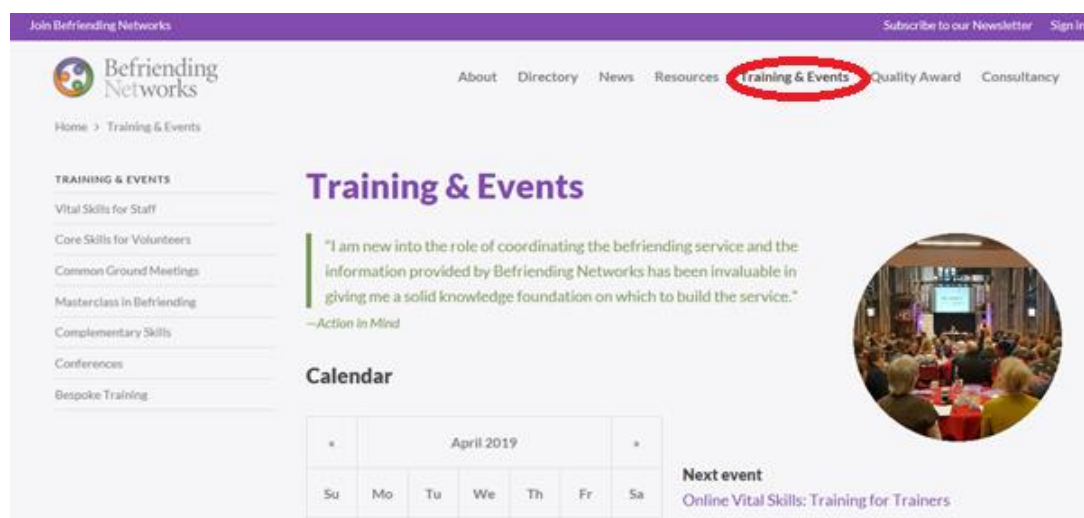 Join Befriending Networks
Subscribe to our Newsletter Sign In
Befriending
Networks
About Directory News Resources Training & Events Quality Award Consultancy
Home > Training & Events
TRAINING & EVENTS
Vital Skills for Staff
Core Skills for Volunteers
Common Ground Meetings
Masterclass in Befriending
Complementary Skills
Conferences
Bespoke Training
Training & Events
"I am new into the role of coordinating the befriending service and the
information provided by Befriending Networks has been invaluable in
giving me a solid knowledge foundation on which to build the service."
—Action in Mind
Calendar
« April 2019 »
Su Mo Tu We Th Fr Sa
Next event
Online Vital Skills: Training for Trainers